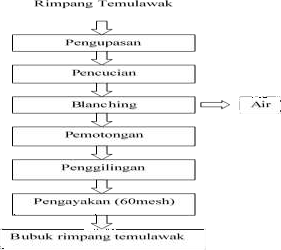 Rimpang Temulawak
Pengupasan
Pencucian
Blanching
Air
Pemotongan
Penggilingan
Pengayakan (60mesh)
Bubuk rimpang temulawak